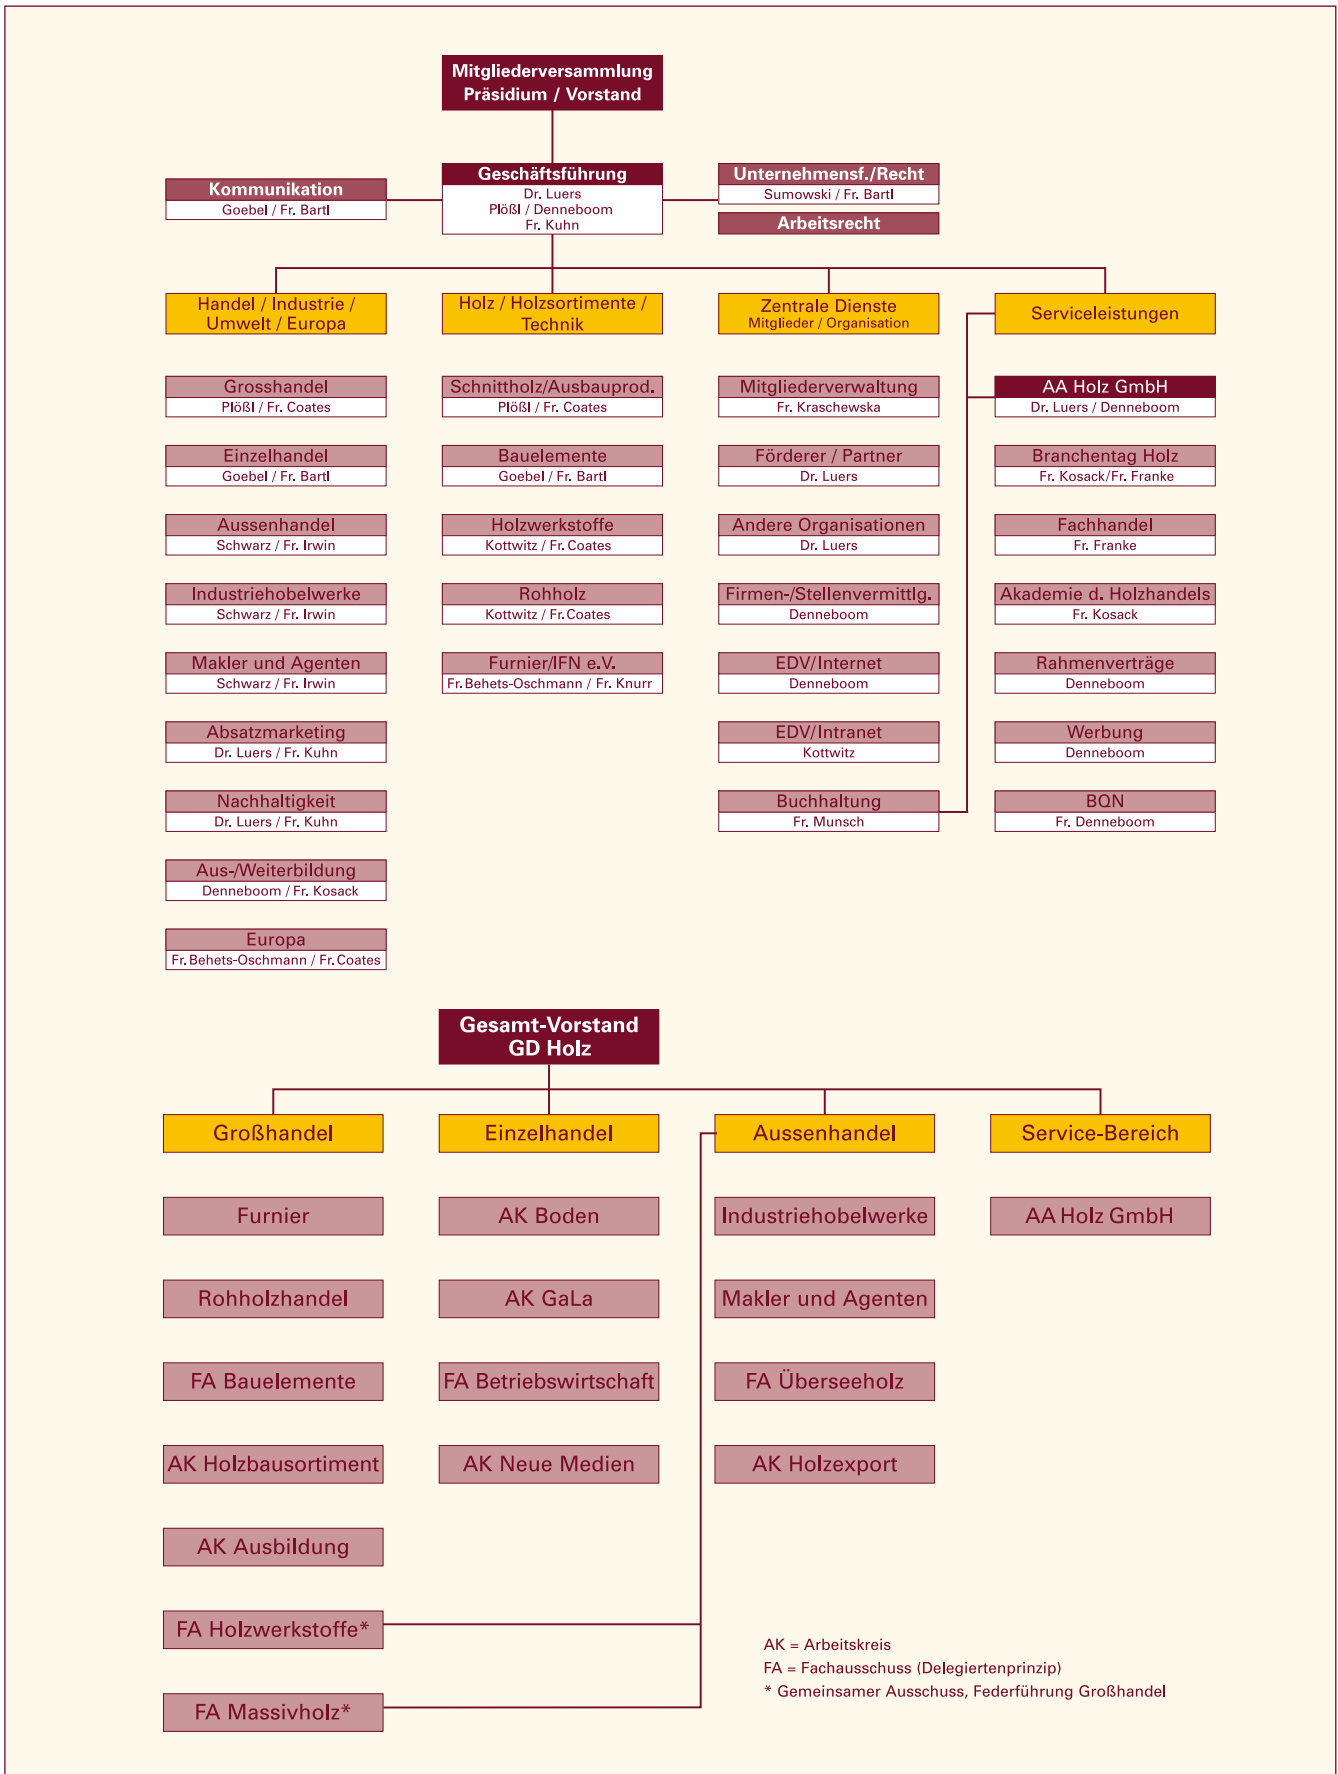 Mitgliederversammlung
Präsidium / Vorstand
Kommunikation
Goebel / Fr. Bartl
Geschäftsführung
Dr. Luers
Plößl / Denneboom
Fr. Kuhn
Unternehmensf./Recht
Sumowski / Fr. Bartl
Arbeitsrecht
Handel / Industrie /
Umwelt / Europa
Grosshandel
Plößl / Fr. Coates
Einzelhandel
Goebel / Fr. Bartl
Aussenhandel
Schwarz / Fr. Irwin
Industriehobelwerke
Schwarz / Fr. Irwin
Makler und Agenten
Schwarz / Fr. Irwin
Absatzmarketing
Dr. Luers / Fr. Kuhn
Nachhaltigkeit
Dr. Luers / Fr. Kuhn
Aus-/Weiterbildung
Denneboom / Fr. Kosack
Europa
Fr. Behets-Oschmann / Fr. Coates
Holz / Holzsortimente /
Technik
Schnittholz/Ausbauprod.
Plößl / Fr. Coates
Bauelemente
Goebel / Fr. Bartl
Holzwerkstoffe
Kottwitz / Fr. Coates
Rohholz
Kottwitz / Fr. Coates
Furnier/IFN e.V.
Fr. Behets-Oschmann / Fr. Knurr
Zentrale Dienste
Mitglieder / Organisation
Mitgliederverwaltung
Fr. Kraschewska
Förderer / Partner
Dr. Luers
Andere Organisationen
Dr. Luers
Firmen-/Stellenvermittlg.
Denneboom
EDV/Internet
Denneboom
EDV/Intranet
Kottwitz
Buchhaltung
Fr. Munsch
Serviceleistungen
AA Holz GmbH
Dr. Luers / Denneboom
Branchentag Holz
Fr. Kosack/Fr. Franke
Fachhandel
Fr. Franke
Akademie d. Holzhandels
Fr. Kosack
Rahmenverträge
Denneboom
Werbung
Denneboom
BQN
Fr. Denneboom
Gesamt-Vorstand
GD Holz
Großhandel
Furnier
Rohholzhandel
FA Bauelemente
AK Holzbausortiment
AK Ausbildung
FA Holzwerkstoffe*
FA Massivholz*
Einzelhandel
AK Boden
AK GaLa
FA Betriebswirtschaft
AK Neue Medien
Aussenhandel
Industriehobelwerke
Makler und Agenten
FA Überseeholz
AK Holzexport
Service-Bereich
AA Holz GmbH
AK = Arbeitskreis
FA = Fachausschuss (Delegiertenprinzip)
* Gemeinsamer Ausschuss, Federführung Großhandel